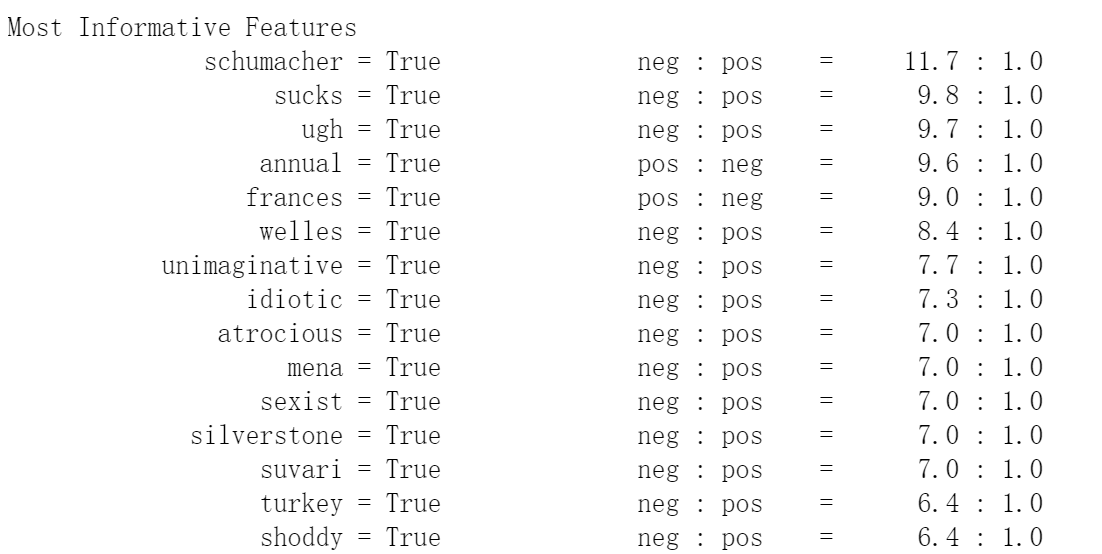 Most Informative Features
schumacher = True neg : pos = 11.7 : 1.0
sucks = True neg : pos = 9.8 : 1.0
ugh = True neg : pos = 9.7 : 1.0
annual = True pos : neg = 9.6 : 1.0
frances = True pos : neg = 9.0 : 1.0
welles = True neg : pos = 8.4 : 1.0
unimaginative = True neg : pos = 7.7 : 1.0
idiotic = True neg : pos = 7.3 : 1.0
atrocious = True neg : pos = 7.0 : 1.0
mena = True neg : pos = 7.0 : 1.0
sexist = True neg : pos = 7.0 : 1.0
silverstone = True neg : pos = 7.0 : 1.0
suvari = True neg : pos = 7.0 : 1.0
turkey = True neg : pos = 6.4 : 1.0
shoddy = True neg : pos = 6.4 : 1.0